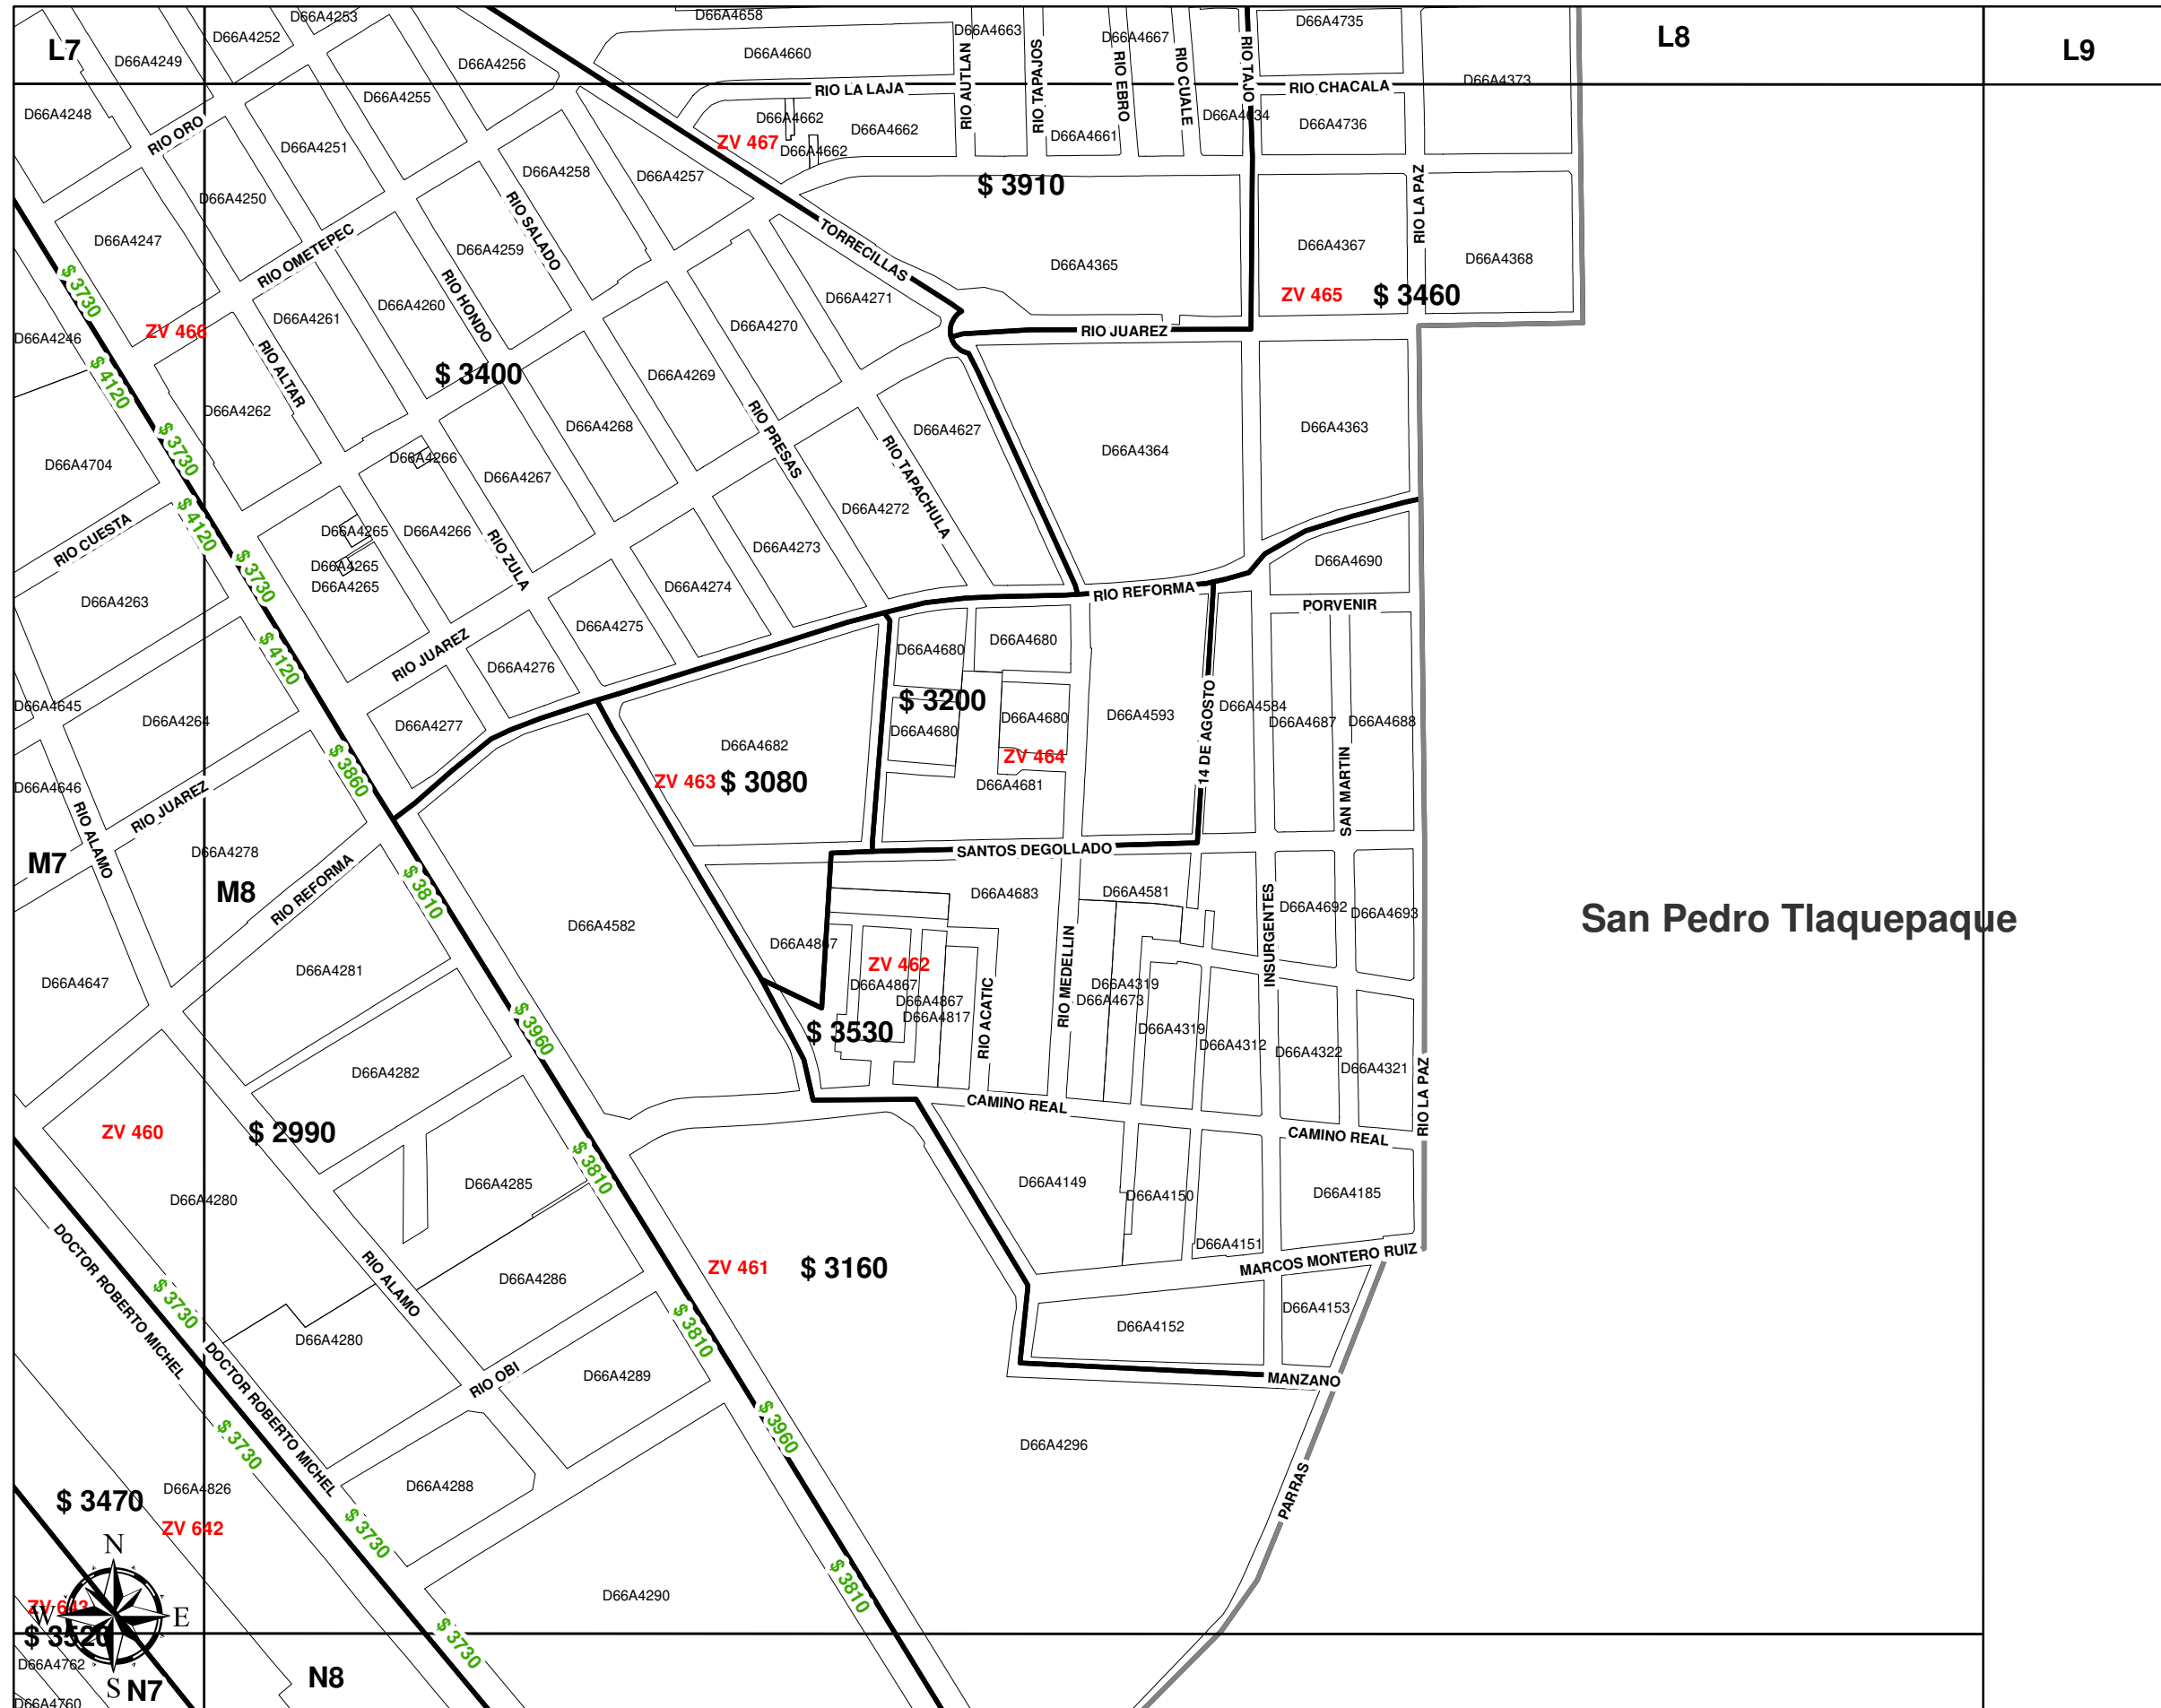 D66A4253
D66A4658
D66A4735
L7
D66A4252
D66A4249
D66A4256
D66A4660
D66A4663
D66A4667
L8
L9
D66A4248
D66A4255
RIO LA LAJA
RIO AUTLAN
RIO TAPAJOS
RIO EBRO
RIO CUALE
RIO TAJO
RIO CHACALA
D66A4373
RIO ORO
D66A4251
D66A4662
D66A4662
D66A4662
ZV 467
D66A4661
D66A4634
D66A4736
D66A4258
D66A4257
D66A4250
$ 3910
RIO LA PAZ
D66A4247
RIO OMETEPEC
D66A4259
RIO SALADO
TORRECILLAS
D66A4365
D66A4367
D66A4368
$ 3730
D66A4260
RIO HONDO
D66A4271
ZV 465
$ 3460
D66A4246
ZV 466
D66A4261
D66A4270
RIO JUAREZ
$ 4120
RIO ALTAR
$ 3400
D66A4269
D66A4262
D66A4268
RIO PRESAS
D66A4627
D66A4364
D66A4363
D66A4704
$ 3730
D66A4266
D66A4267
RIO TAPACHULA
RIO CUESTA
$ 4120
D66A4265
D66A4266
D66A4272
D66A4265
D66A4265
RIO ZULA
D66A4273
D66A4690
D66A4263
$ 3730
D66A4274
RIO REFORMA
PORVENIR
$ 4120
RIO JUAREZ
D66A4275
D66A4680
D66A4680
D66A4276
D66A4645
D66A4264
D66A4277
$ 3200
D66A4680
D66A4680
D66A4593
14 DE AGOSTO
D66A4584
D66A4687
D66A4688
D66A4682
ZV 464
ZV 463
$ 3080
D66A4681
SAN MARTIN
D66A4646
$ 3860
RIO JUAREZ
RIO ALAMO
SANTOS DEGOLLADO
M7
D66A4278
M8
RIO REFORMA
$ 3810
D66A4683
D66A4581
D66A4692
D66A4693
San Pedro Tlaquepaque
D66A4582
D66A4867
INSURGENTES
ZV 462
D66A4281
D66A4647
D66A4867
D66A4867
D66A4817
RIO ACATIC
RIO MEDELLIN
D66A4319
D66A4673
$ 3960
$ 3530
D66A4319
D66A4312
D66A4322
D66A4321
RIO LA PAZ
D66A4282
CAMINO REAL
CAMINO REAL
ZV 460
$ 2990
$ 3810
D66A4285
D66A4280
D66A4149
D66A4150
D66A4185
D66A4151
MARCOS MONTERO RUIZ
DOCTOR ROBERTO MICHEL
$ 3730
RIO ALAMO
D66A4286
ZV 461
$ 3160
D66A4153
D66A4152
D66A4280
$ 3810
RIO OBI
D66A4289
MANZANO
DOCTOR ROBERTO MICHEL
$ 3730
$ 3960
D66A4296
PARRAS
D66A4288
D66A4826
$ 3470
ZV 642
$ 3730
N
$ 3810
D66A4290
ZV 643
W
E
$ 3520
$ 3730
D66A4762
S
N7
N8
D66A4760